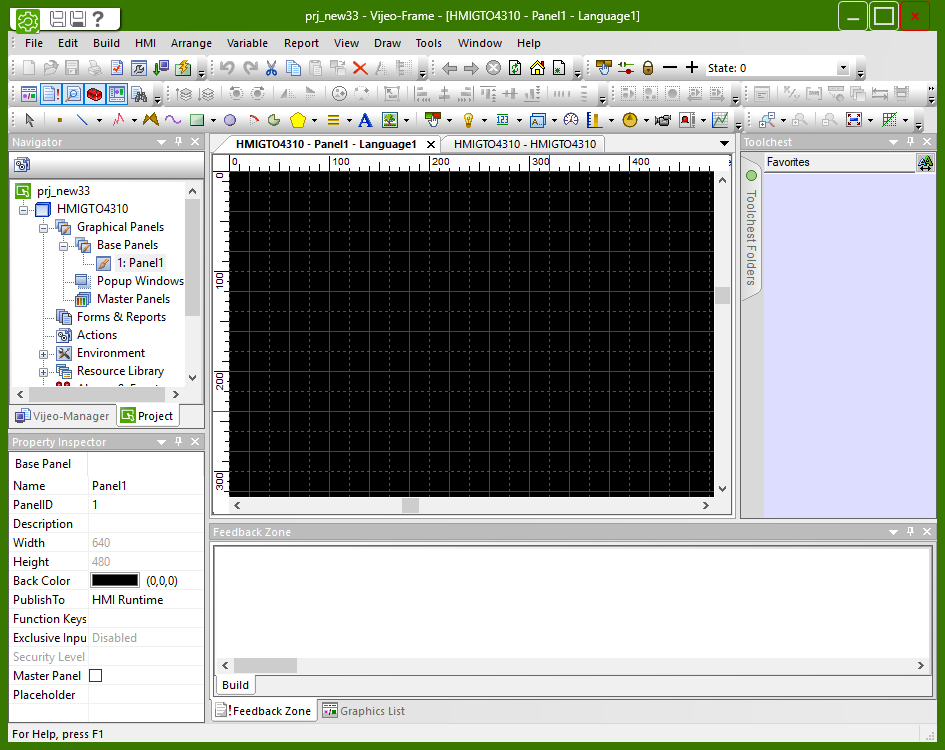 prj_new33 - Vijeo-Frame - [HMIGTO4310 - Panel1 - Language1]
File Edit Build HMI Arrange Variable Report View Draw Tools Window Help
State: 0
Navigator
prj_new33
HMIGTO4310
Graphical Panels
Base Panels
1: Panel1
Popup Windows
Master Panels
Forms & Reports
Actions
Environment
Resource Library
Vijeo-Manager Project
HMIGTO4310 - Panel1 - Language1 HMIGTO4310 - HMIGTO4310
0 100 200 300 400
0
100
200
300
Toolchest
Favorites
Toolchest Folders
Property Inspector
Base Panel
Name Panel1
PanelID 1
Description
Width 640
Height 480
Back Color (0,0,0)
PublishTo HMI Runtime
Function Keys
Exclusive Inpu Disabled
Security Level
Master Panel
Placeholder
Feedback Zone
Build
Feedback Zone Graphics List
For Help, press F1